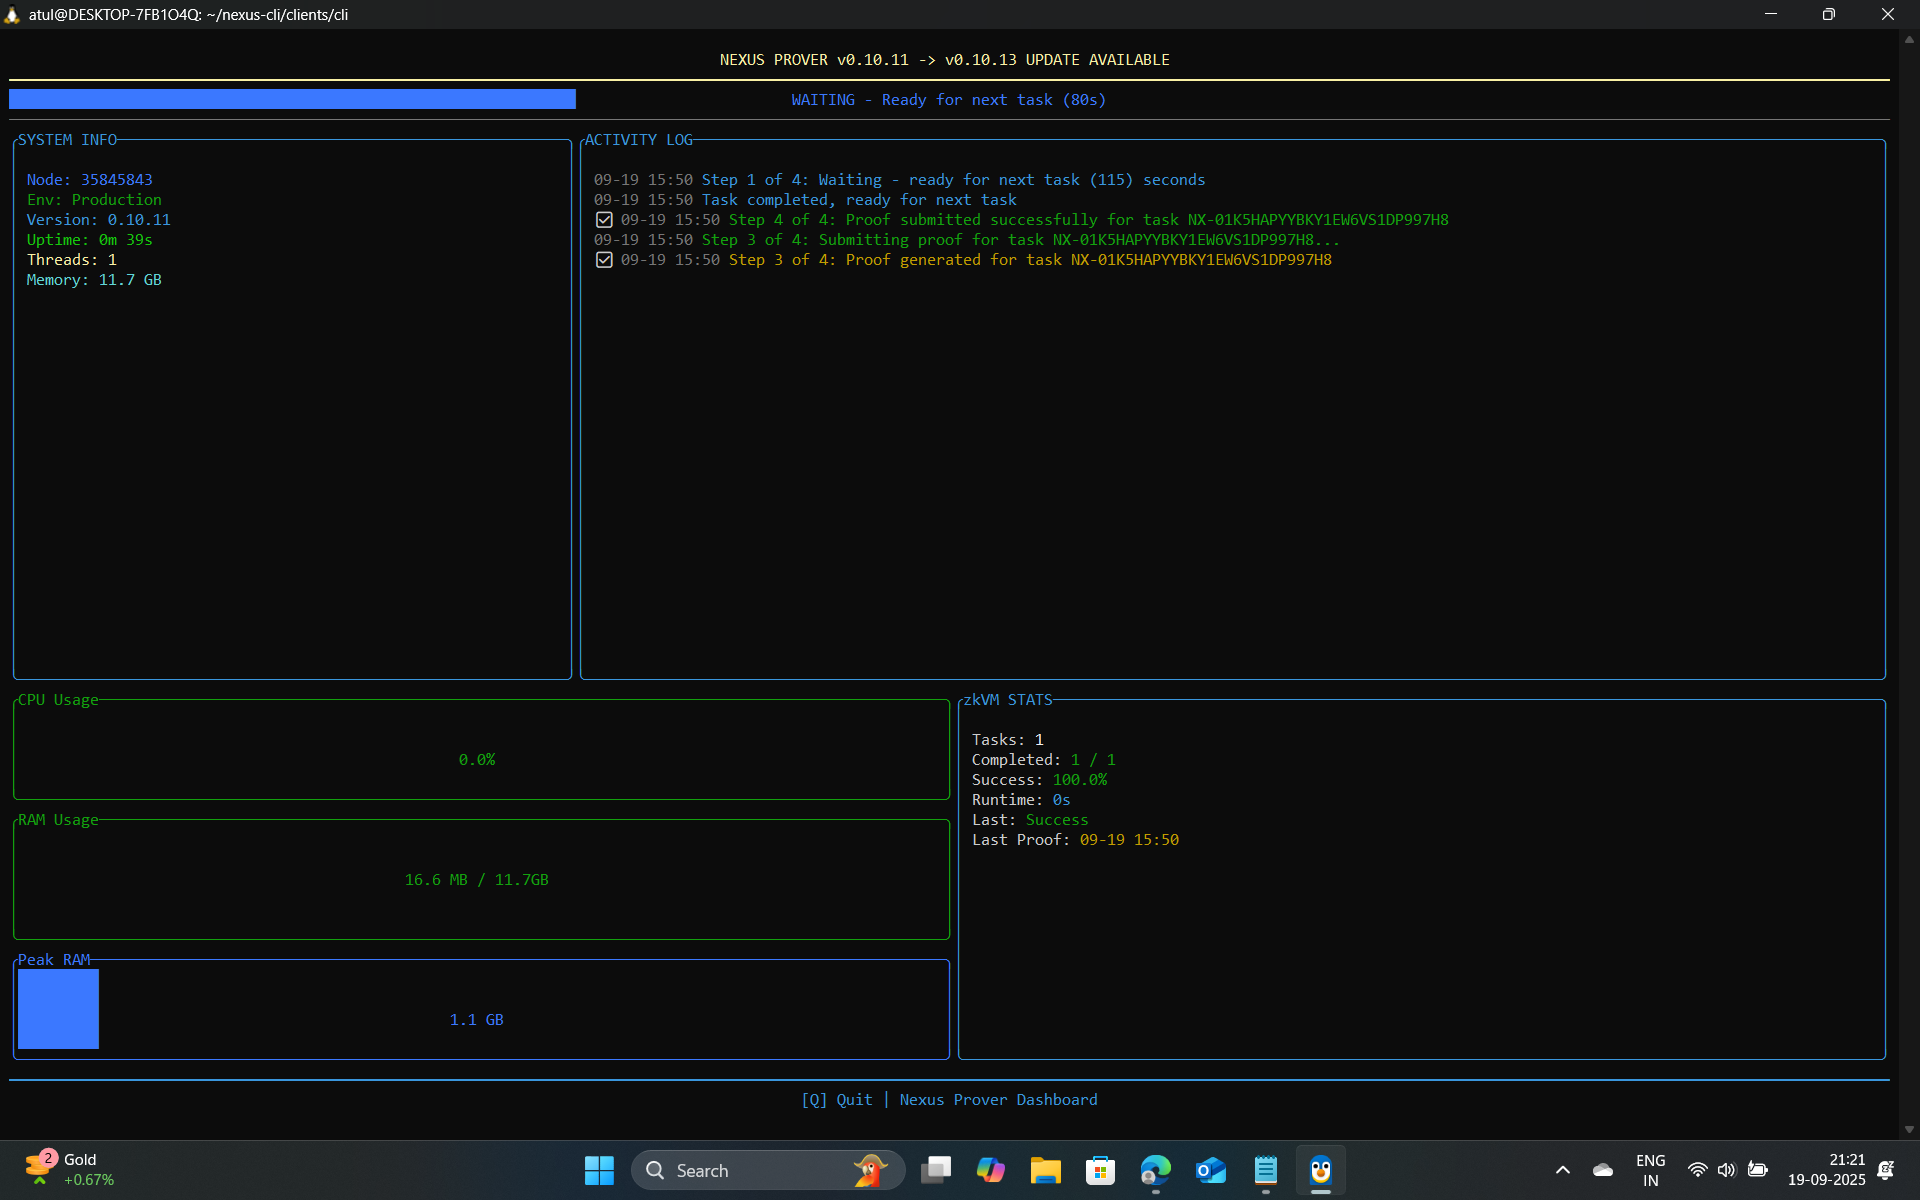 atul@DESKTOP-7FB1O4Q: ~/nexus-cli/clients/cli
NEXUS PROVER v0.10.11 -> v0.10.13 UPDATE AVAILABLE
WAITING - Ready for next task (80s)
SYSTEM INFO
Node: 35845843
Env: Production
Version: 0.10.11
Uptime: 0m 39s
Threads: 1
Memory: 11.7 GB
ACTIVITY LOG
09-19 15:50 Step 1 of 4: Waiting - ready for next task (115) seconds
09-19 15:50 Task completed, ready for next task
09-19 15:50 Step 4 of 4: Proof submitted successfully for task NX-01K5HAPYYBKY1EW6VS1DP997H8
09-19 15:50 Step 3 of 4: Submitting proof for task NX-01K5HAPYYBKY1EW6VS1DP997H8...
09-19 15:50 Step 3 of 4: Proof generated for task NX-01K5HAPYYBKY1EW6VS1DP997H8
CPU Usage
0.0%
RAM Usage
16.6 MB / 11.7GB
Peak RAM
1.1 GB
zkVM STATS
Tasks: 1
Completed: 1 / 1
Success: 100.0%
Runtime: 0s
Last: Success
Last Proof: 09-19 15:50
[Q] Quit | Nexus Prover Dashboard
2
Gold
+0.67%
Search
ENG
IN
21:21
19-09-2025